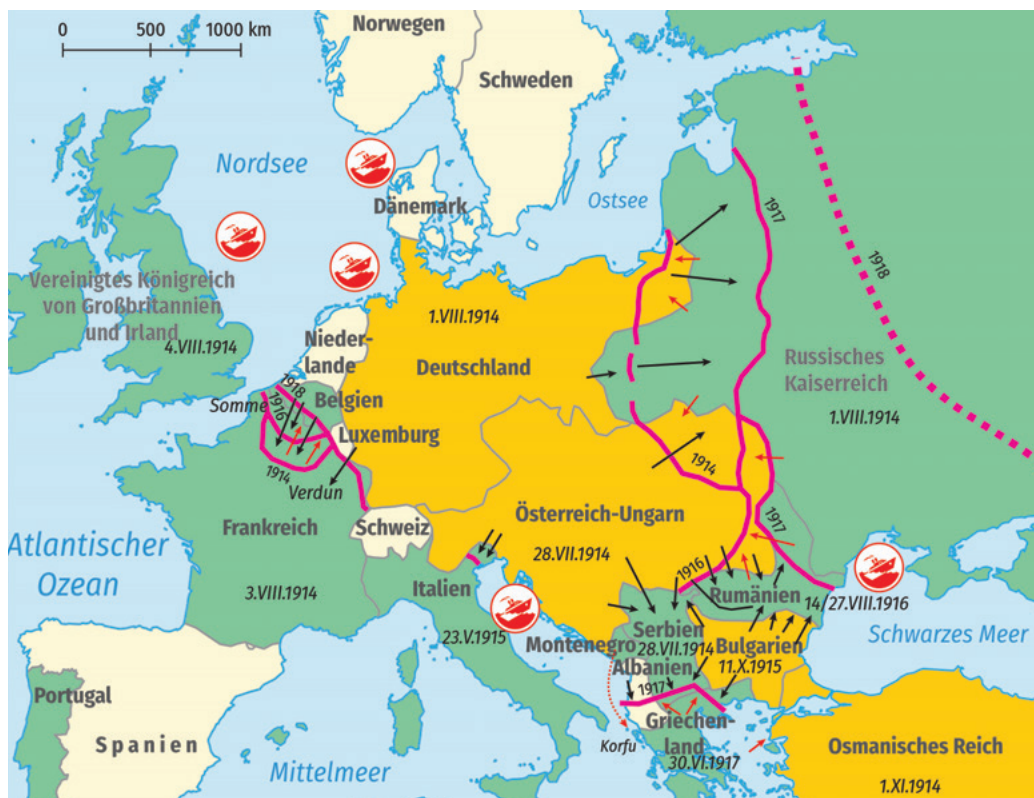 0 500 1000 km
Norwegen
Schweden
Nordsee
Ostsee
Dänemark
1917
1918
Vereinigtes Königreich
von Großbritannien
und Irland
4.VIII.1914
1.VIII.1914
Nieder-
lande
Deutschland
Russisches
Kaiserreich
1.VIII.1914
1918
Somme
1916
Belgien
Luxemburg
1914
Verdun
1914
Frankreich
3.VIII.1914
Schweiz
Österreich-Ungarn
28.VII.1914
1917
Atlantischer
Ozean
Italien
23.V.1915
1916
Rumänien
14/27.VIII.1916
Schwarzes Meer
Montenegro
Serbien
28.VII.1914
Bulgarien
11.X.1915
Albanien
1917
Griechen-
land
30.VI.1917
Korfu
Portugal
Spanien
Mittelmeer
Osmanisches Reich
1.XI.1914